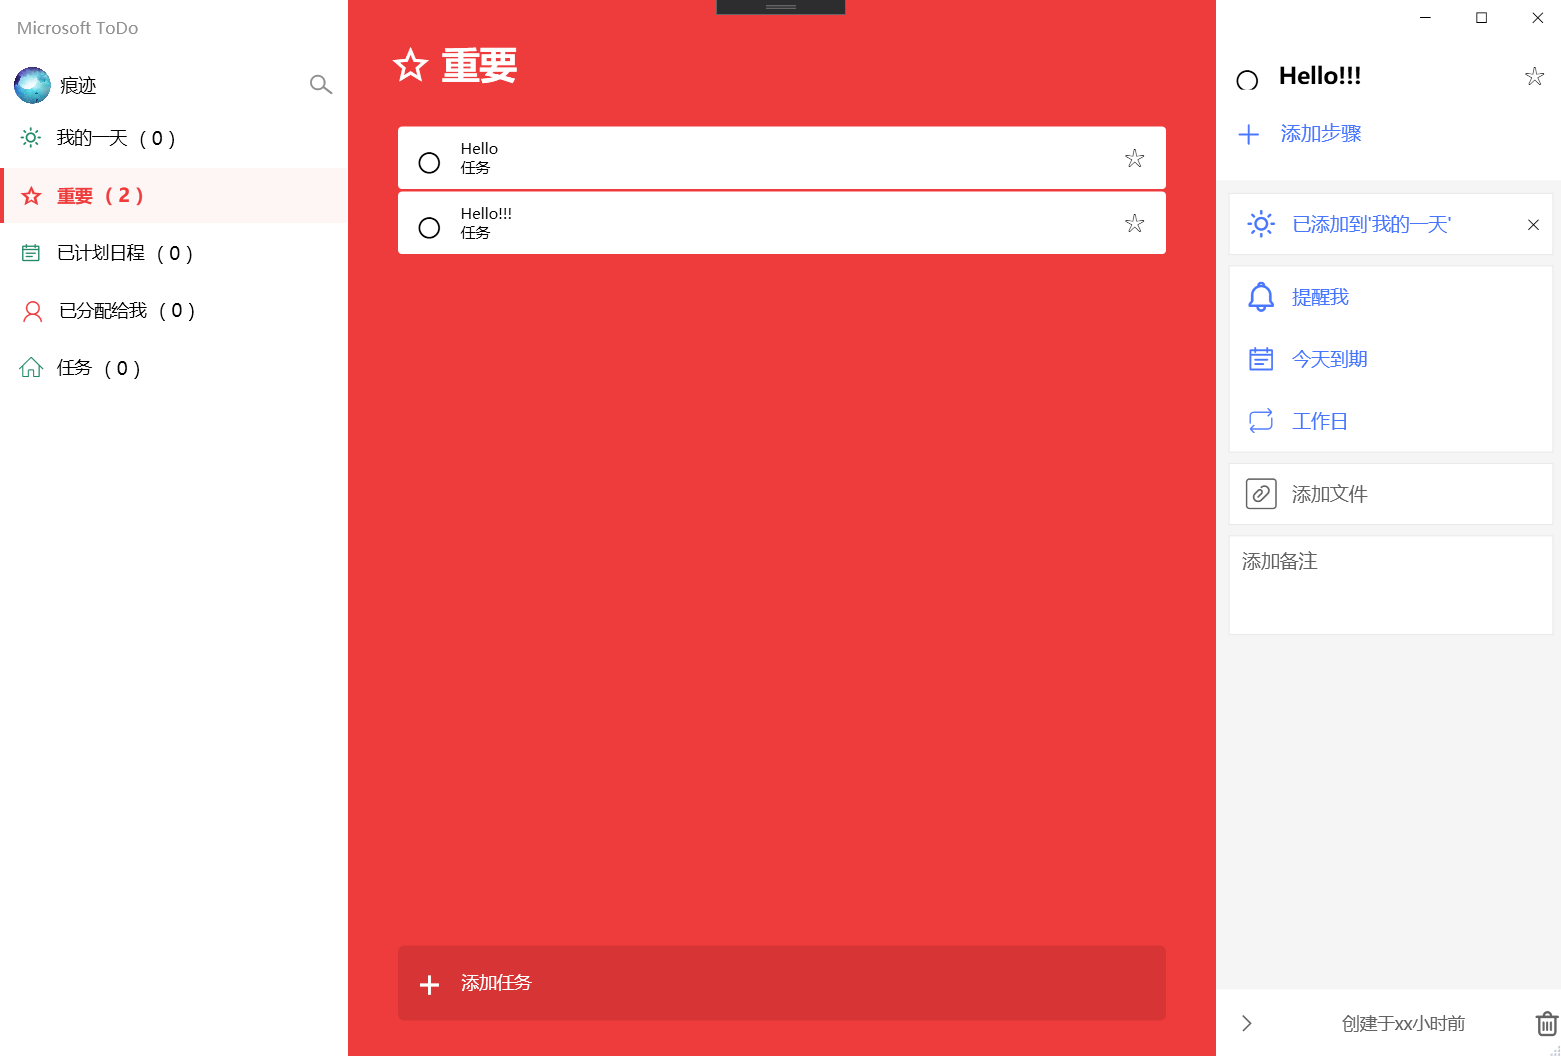 Microsoft ToDo
痕迹
我的一天 （0）
重要 （2）
已计划日程 （0）
已分配给我 （0）
任务 （0）
重要
Hello
任务
Hello!!!
任务
添加任务
Hello!!!
添加步骤
已添加到'我的一天'
提醒我
今天到期
工作日
添加文件
添加备注
创建于xx小时前